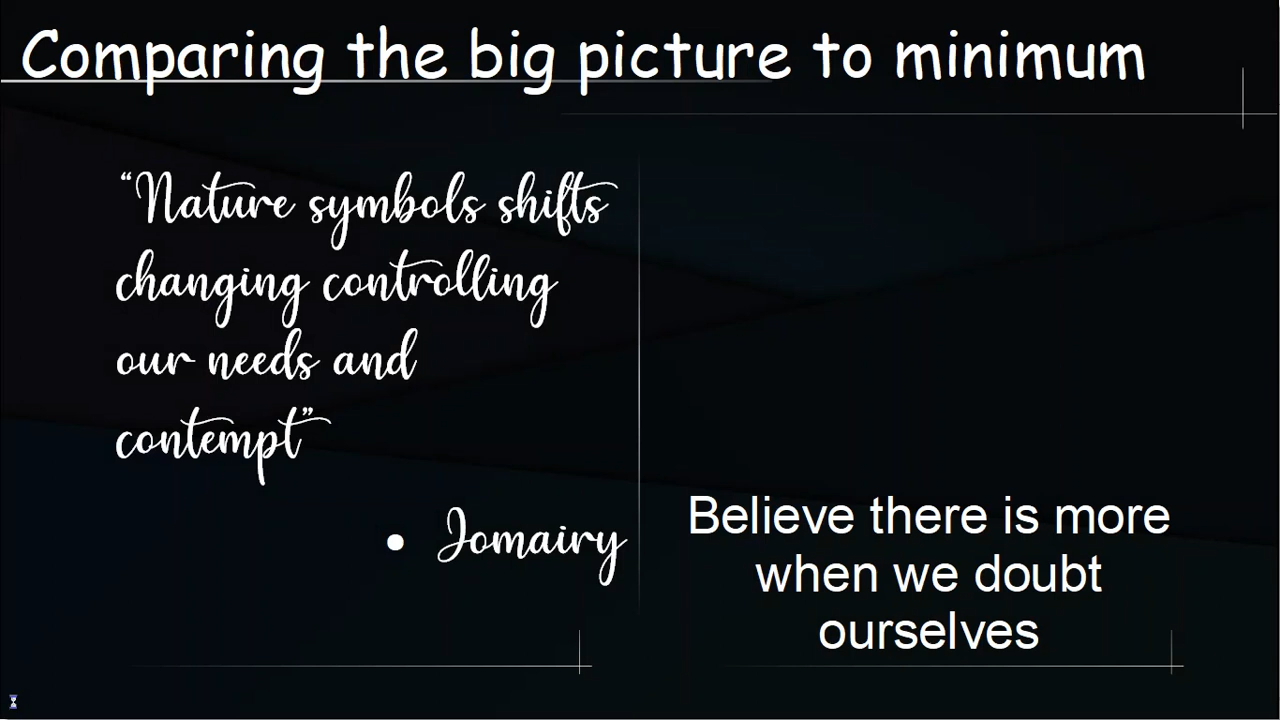 Comparing the big picture to minimum
“Nature symbols shifts
changing controlling
our needs and
contempt”
• Jomairy
Believe there is more
when we doubt
ourselves